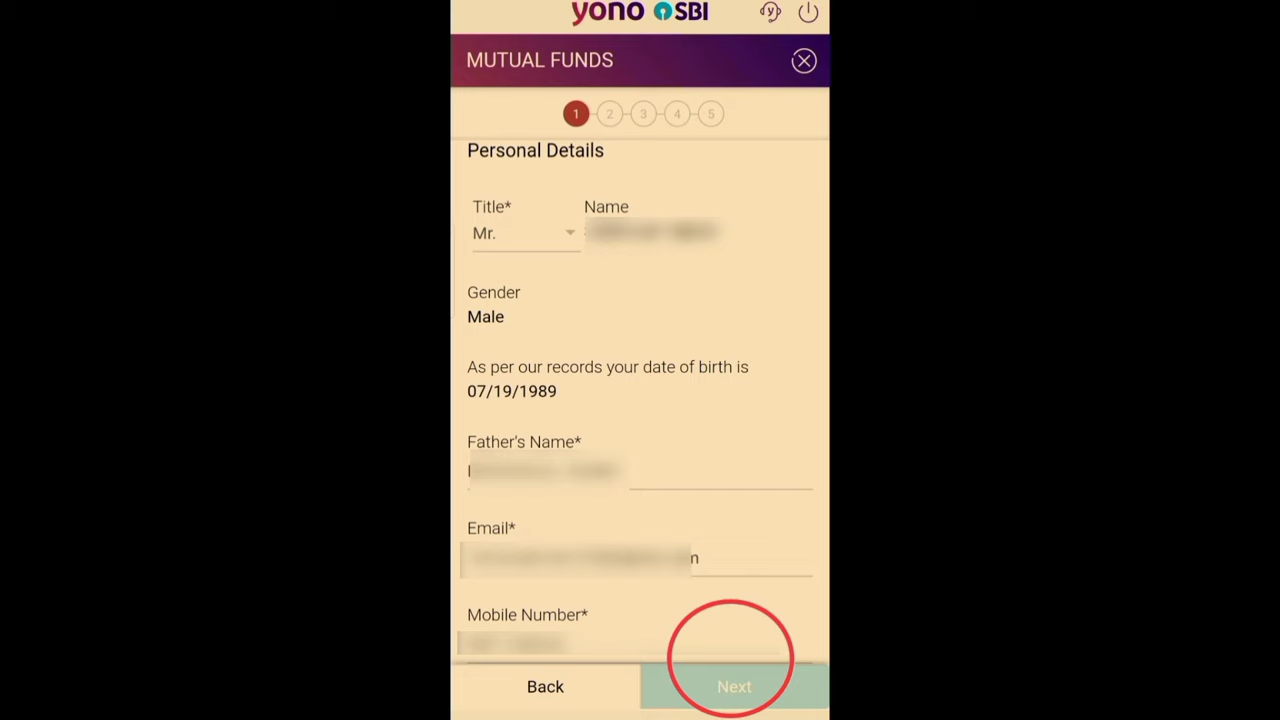 yono SBI
MUTUAL FUNDS
1 2 3 4 5
Personal Details
Title* Name
Mr.
Gender
Male
As per our records your date of birth is
07/19/1989
Father's Name*
Email*
Mobile Number*
Back Next